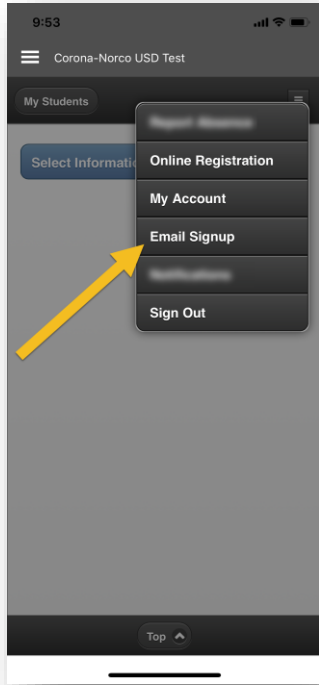 9:53
Corona-Norco USD Test
My Students
Select Informatio
Online Registration
My Account
Email Signup
Sign Out
Top